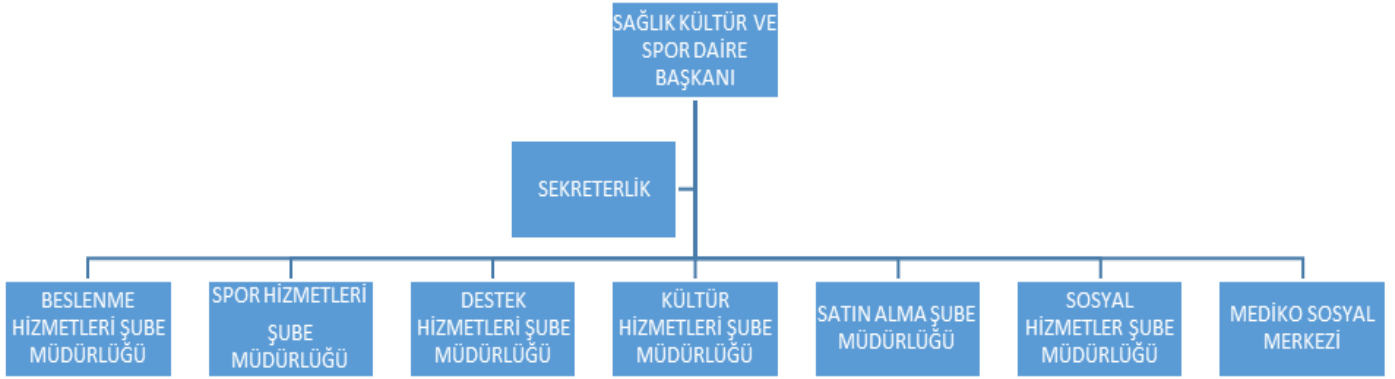 SAĞLIK KÜLTÜR VE
SPOR DAİRE
BAŞKANI
SEKRETERLİK
BESLENME
HİZMETLERİ ŞUBE
MÜDÜRLÜĞÜ
SPOR HİZMETLERİ
ŞUBE
MÜDÜRLÜĞÜ
DESTEK
HİZMETLERİ ŞUBE
MÜDÜRLÜĞÜ
KÜLTÜR
HİZMETLERİ ŞUBE
MÜDÜRLÜĞÜ
SATIN ALMA ŞUBE
MÜDÜRLÜĞÜ
SOSYAL
HİZMETLER ŞUBE
MÜDÜRLÜĞÜ
MEDİKO SOSYAL
MERKEZİ